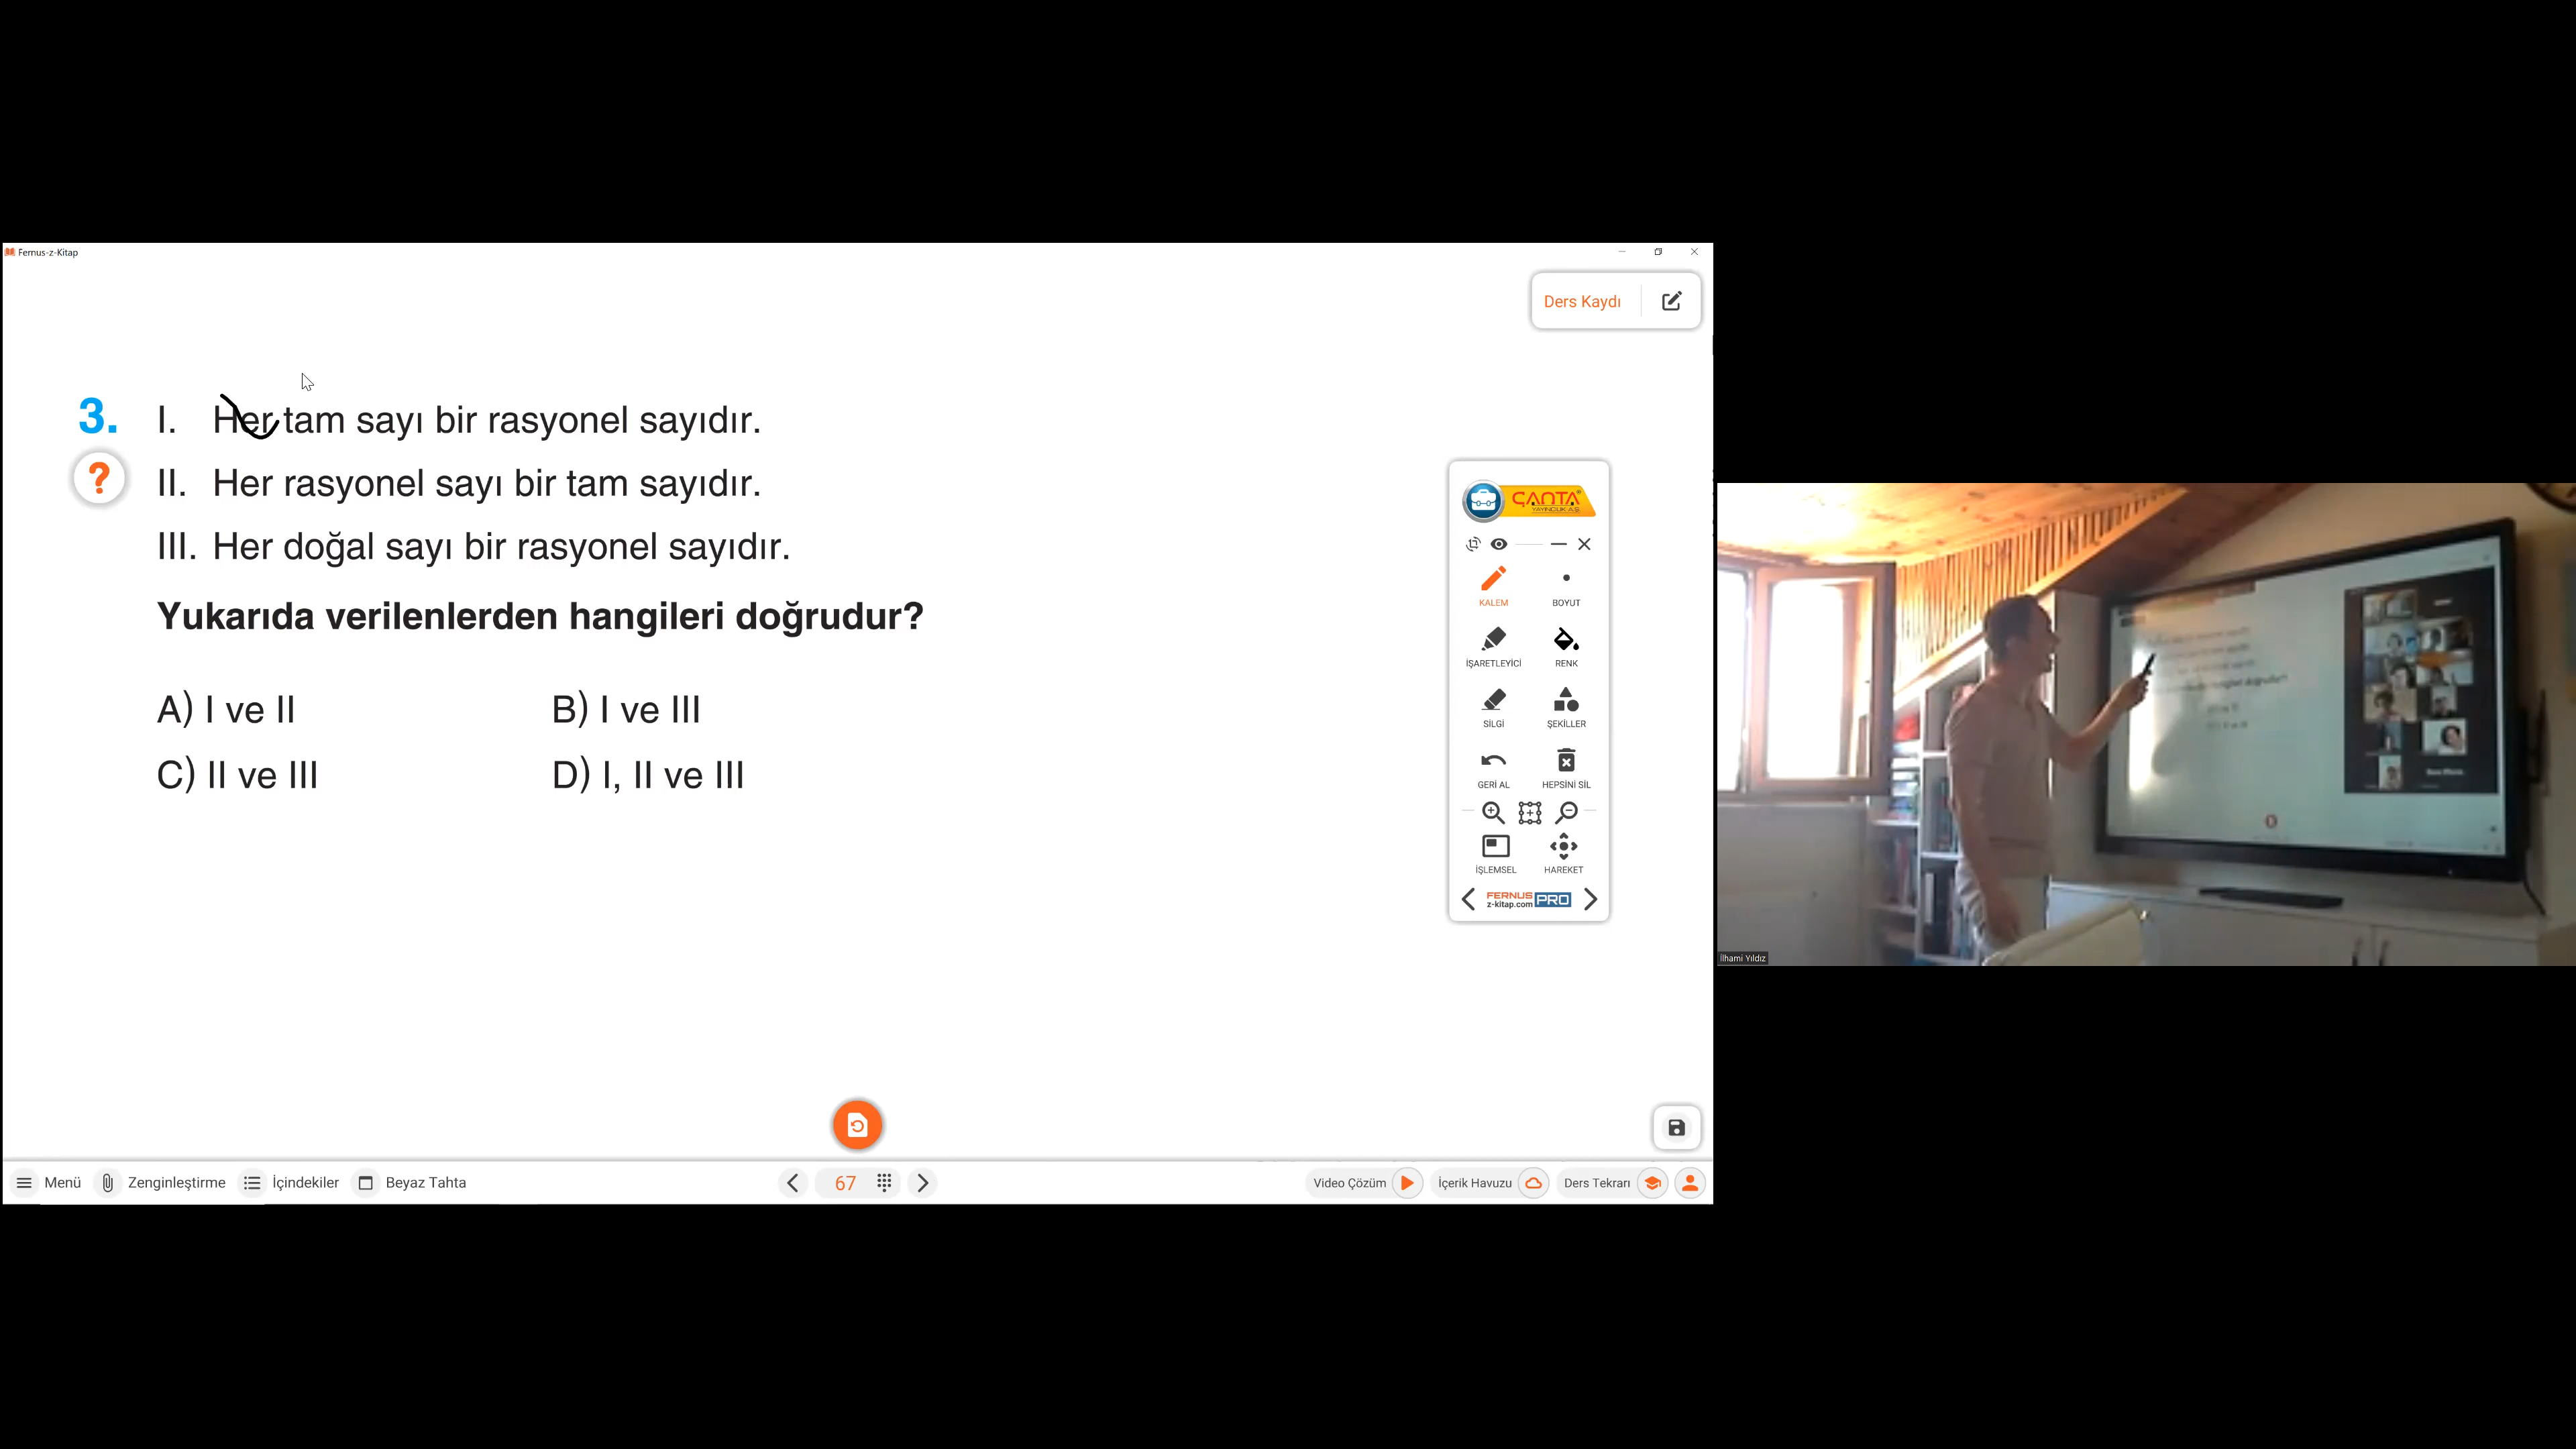 Fernus-z-Kitap
Ders Kaydı
3. I. Her tam sayı bir rasyonel sayıdır.
? II. Her rasyonel sayı bir tam sayıdır.
III. Her doğal sayı bir rasyonel sayıdır.
Yukarıda verilenlerden hangileri doğrudur?
A) I ve II B) I ve III
C) II ve III D) I, II ve III
ÇANTA
YAYINCILIK A.Ş.
KALEM BOYUT
İŞARETLEYİCİ RENK
SİLGİ ŞEKİLLER
GERİ AL HEPSİNİ SİL
İŞLEMSEL HAREKET
FERNUS
z-kitap.com PRO
Menü Zenginleştirme İçindekiler Beyaz Tahta 67 Video Çözüm İçerik Havuzu Ders Tekrarı
İlhami Yıldız